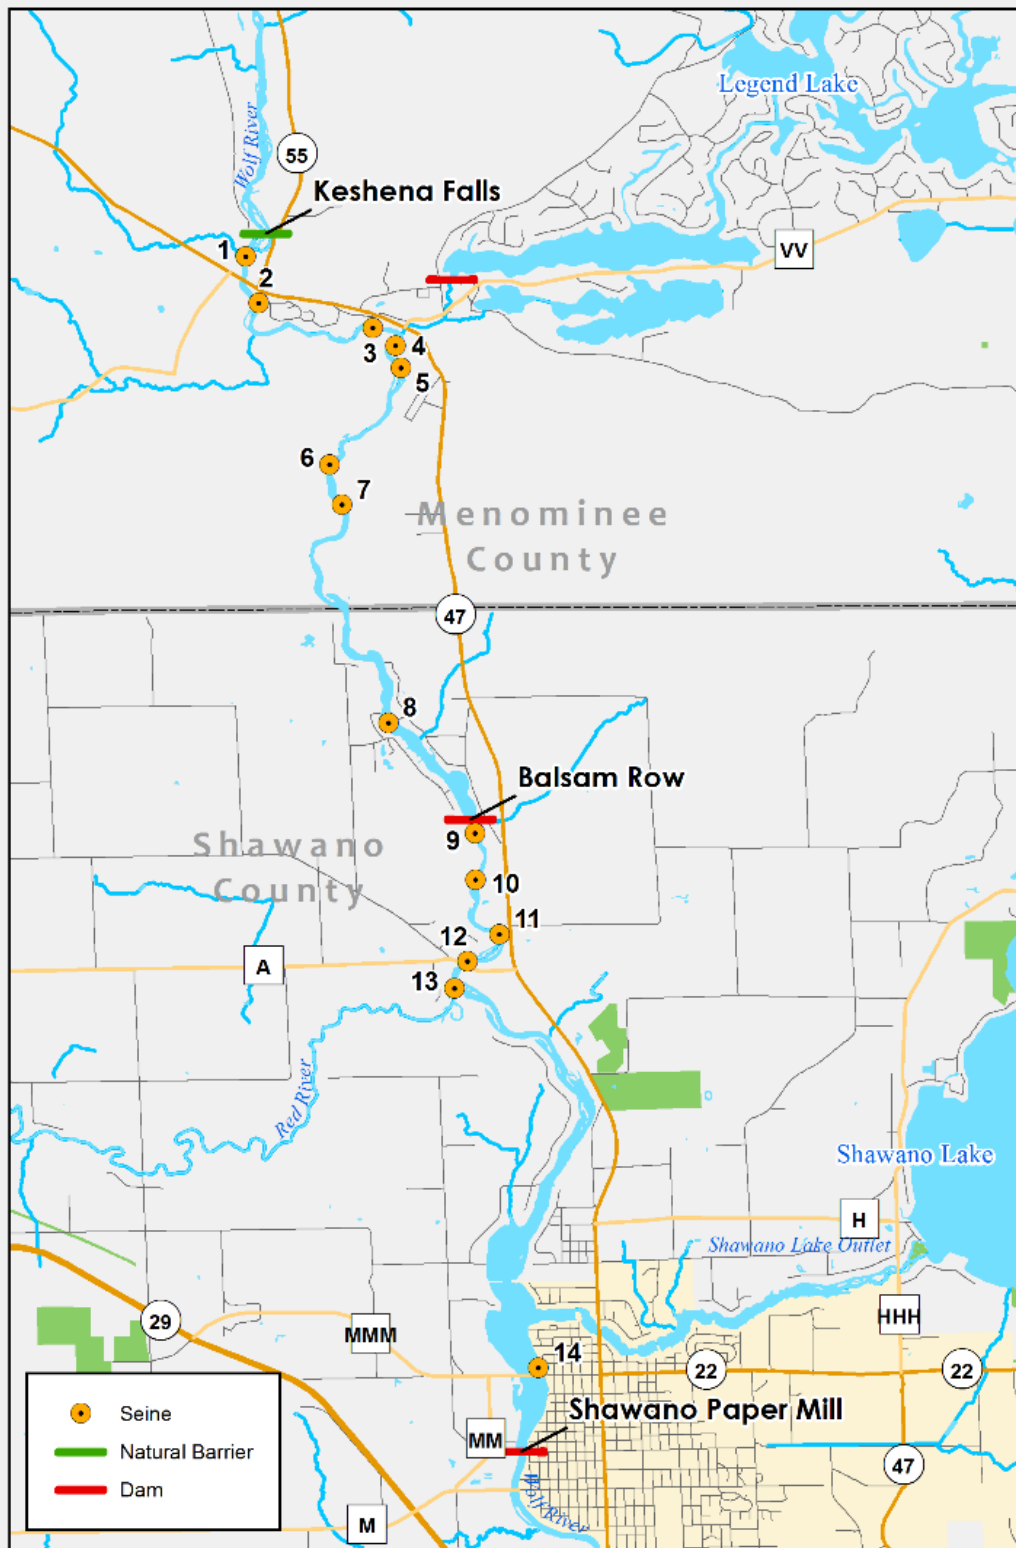 Legend Lake
Wolf River
55
Keshena Falls
1
VV
2
3
4
5
6
7
Menominee
County
47
8
Balsam Row
9
Shawano
County
10
11
12
A
13
Red River
Shawano Lake
H
Shawano Lake Outlet
29
MMM
HHH
14
22
22
Shawano Paper Mill
MM
47
Wolf River
M
Seine
Natural Barrier
Dam